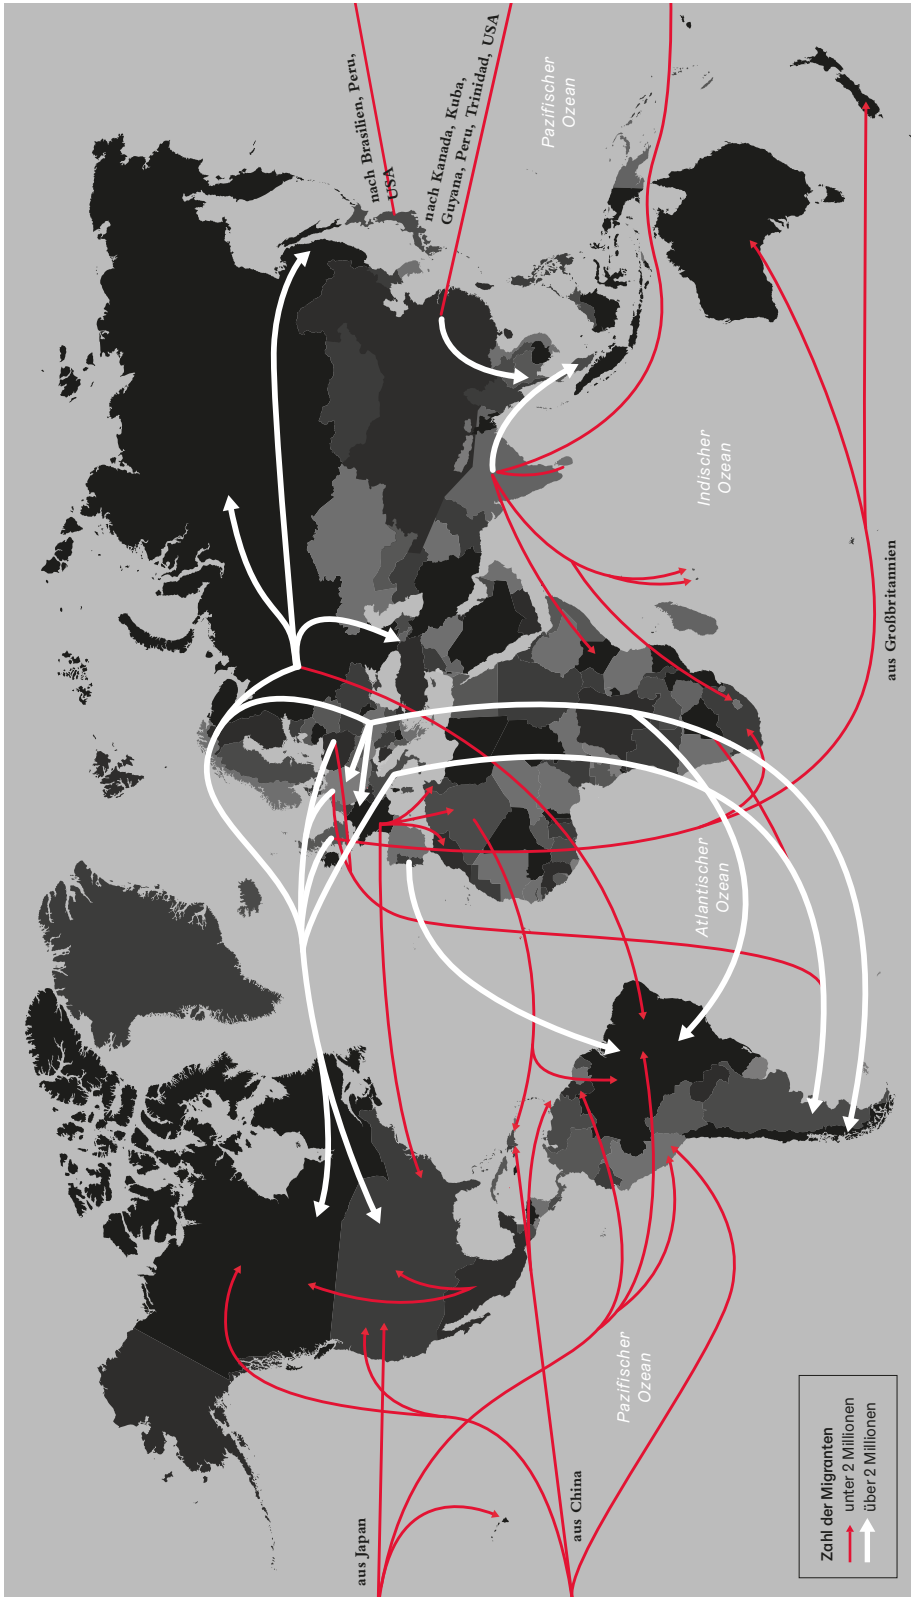 nach Brasilien, Peru,
USA
nach Kanada, Kuba,
Guyana, Peru, Trinidad, USA
Pazifischer
Ozean
Indischer
Ozean
aus Großbritannien
Atlantischer
Ozean
Pazifischer
Ozean
aus Japan
aus China
Zahl der Migranten
unter 2 Millionen
über 2 Millionen